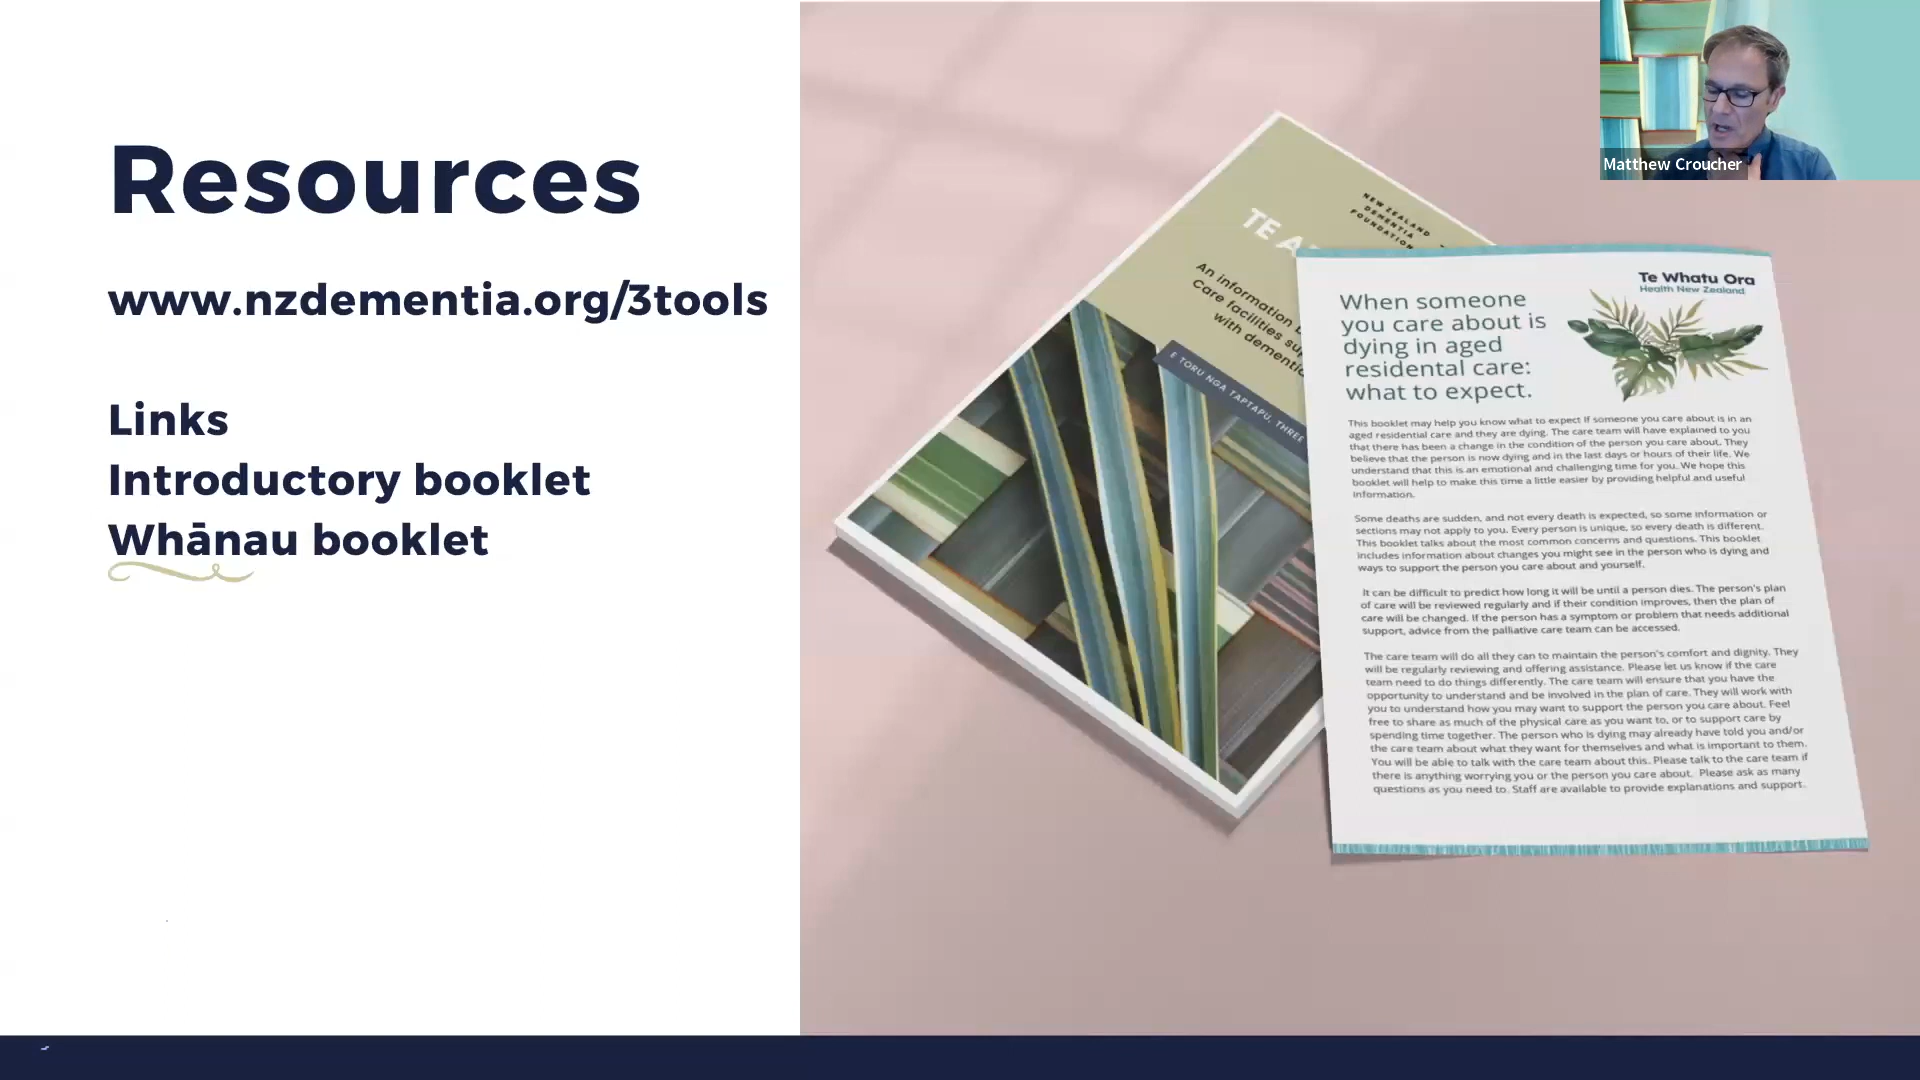 Resources
www.nzdementia.org/3tools
Links
Introductory booklet
Whānau booklet
NEW ZEALAND
DEMENTIA
FOUNDATION
TE
An information
Care facilities
with dementia
E TORU NGA TAPTAPU, THREE
Te Whatu Ora
Health New Zealand
When someone
you care about is
dying in aged
residental care:
what to expect.
This booklet may help you know what to expect if someone you care about is in an
aged residential care and they are dying. The care team will have explained to you
that there has been a change in the condition of the person you care about. They
believe that the person is now dying and in the last days or hours of their life. We
understand that this is an emotional and challenging time for you. We hope this
booklet will help to make this time a little easier by providing helpful and useful
information.
Some deaths are sudden, and not every death is expected, so some information or
sections may not apply to you. Every person is unique, so every death is different.
This booklet talks about the most common concerns and questions. This booklet
includes information about changes you might see in the person who is dying and
ways to support the person you care about and yourself.
It can be difficult to predict how long it will be until a person dies. The person's plan
of care will be reviewed regularly and if their condition improves, then the plan of
care will be changed. If the person has a symptom or problem that needs additional
support, advice from the palliative care team can be accessed.
The care team will do all they can to maintain the person's comfort and dignity. They
will be regularly reviewing and offering assistance. Please let us know if the care
team need to do things differently. The care team will ensure that you have the
opportunity to understand and be involved in the plan of care. They will work with
you to understand how you may want to support the person you care about. Feel
free to share as much of the physical care as you want to, or to support care by
spending time together. The person who is dying may already have told you and/or
the care team about what they want for themselves and what is important to them.
You will be able to talk with the care team about this. Please talk to the care team if
there is anything worrying you or the person you care about. Please ask as many
questions as you need to. Staff are available to provide explanations and support.
Matthew Croucher